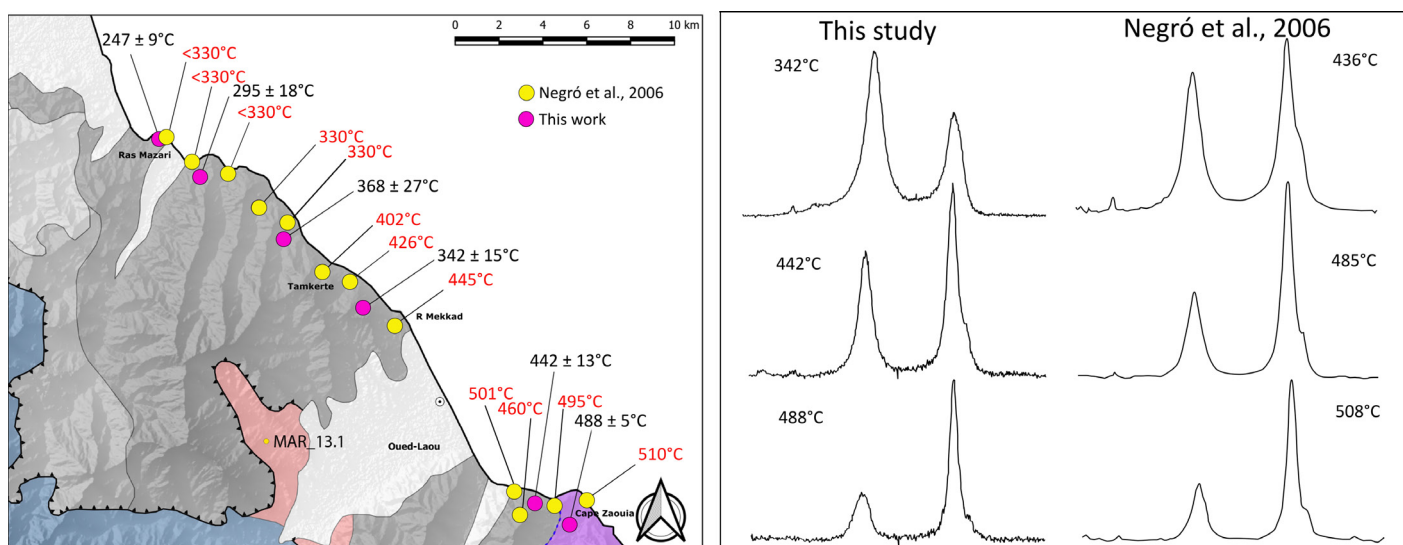 0 2 4 6 8 10 km
247 ± 9°C
<330°C
<330°C
295 ± 18°C
<330°C
Negró et al., 2006
This work
Ras Mazari
330°C
330°C
368 ± 27°C
402°C
426°C
342 ± 15°C
445°C
Tamkerte
R Mekkad
442 ± 13°C
501°C
460°C
495°C
488 ± 5°C
MAR_13.1
Oued-Laou
510°C
Cape Zaouia
This study
Negró et al., 2006
342°C
436°C
442°C
485°C
488°C
508°C